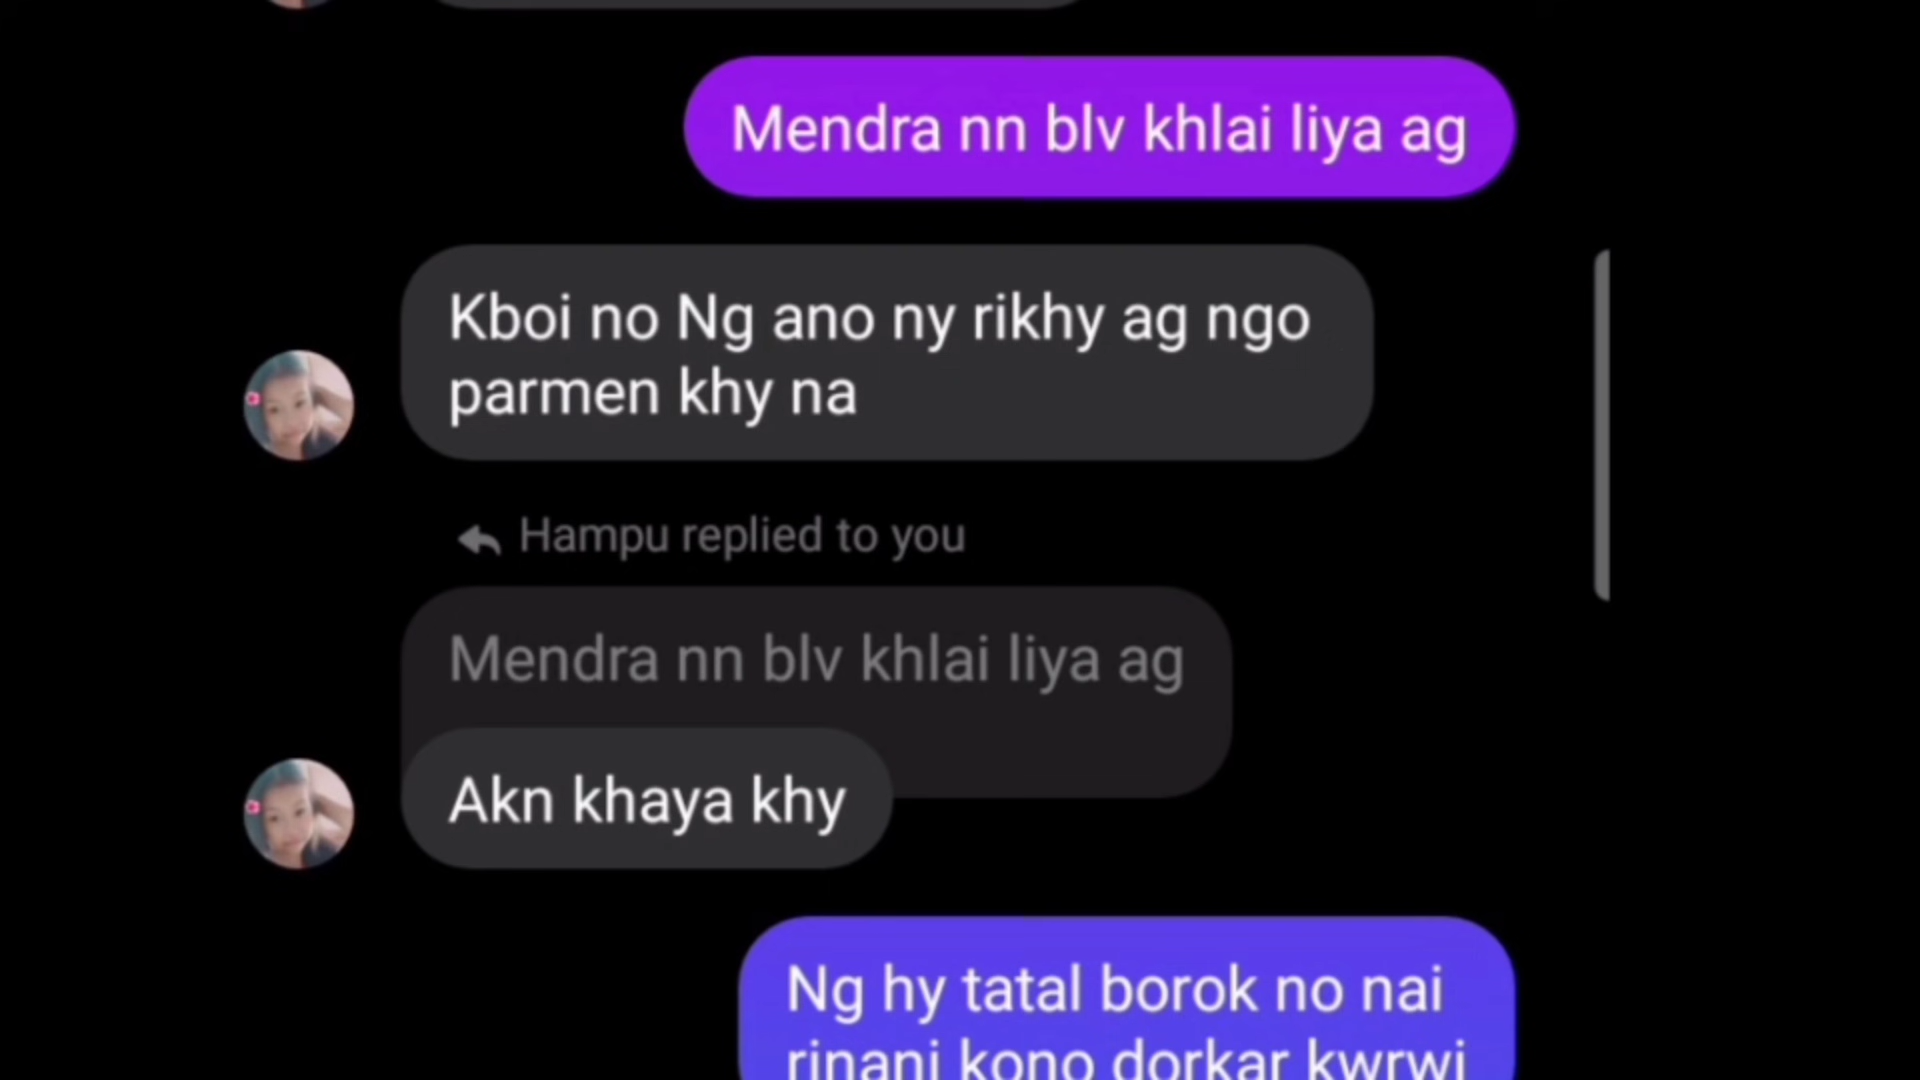 Mendra nn blv khlai liya ag
Kboi no Ng ano ny rikhy ag ngo
parmen khy na
Hampu replied to you
Mendra nn blv khlai liya ag
Akn khaya khy
Ng hy tatal borok no nai
rinani kono dorkar kwrwi